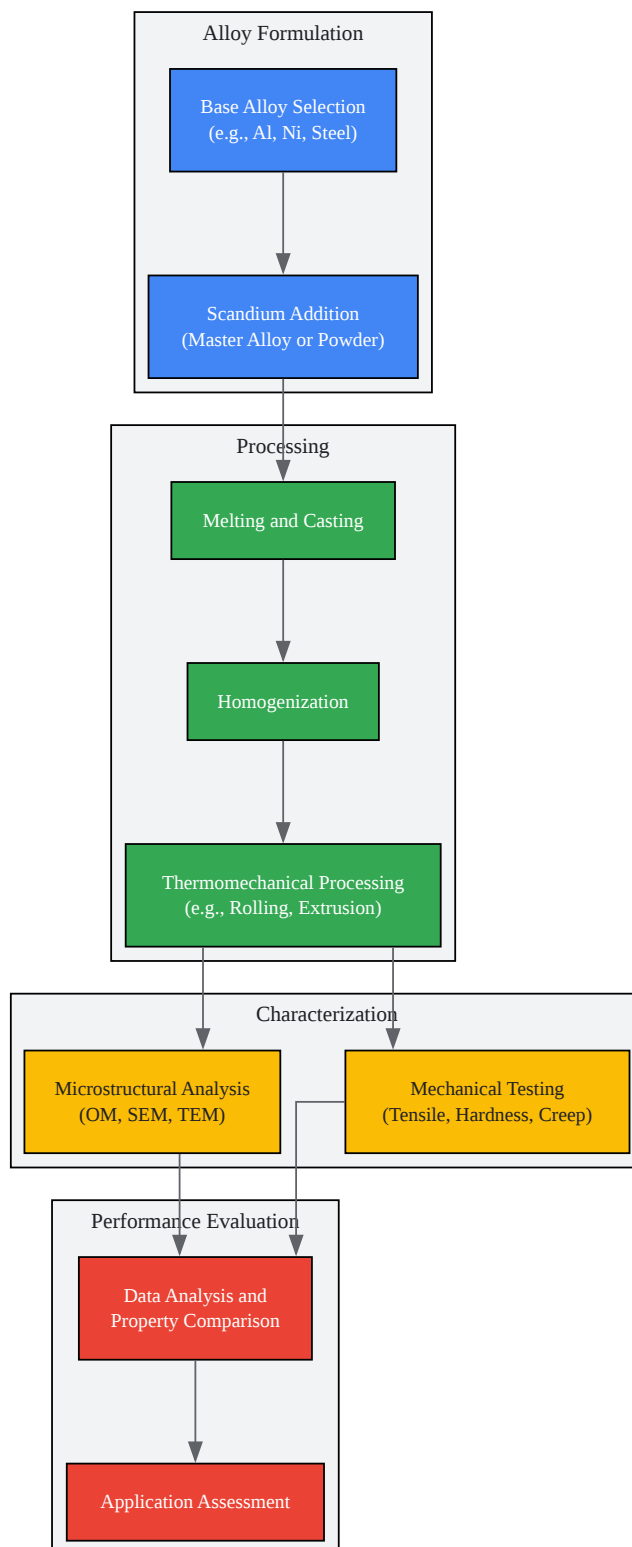 Alloy Formulation
Base Alloy Selection
(e.g., Al, Ni, Steel)
Scandium Addition
(Master Alloy or Powder)
Processing
Melting and Casting
Homogenization
Thermomechanical Processing
(e.g., Rolling, Extrusion)
Characterization
Microstructural Analysis
(OM, SEM, TEM)
Mechanical Testing
(Tensile, Hardness, Creep)
Performance Evaluation
Data Analysis and
Property Comparison
Application Assessment